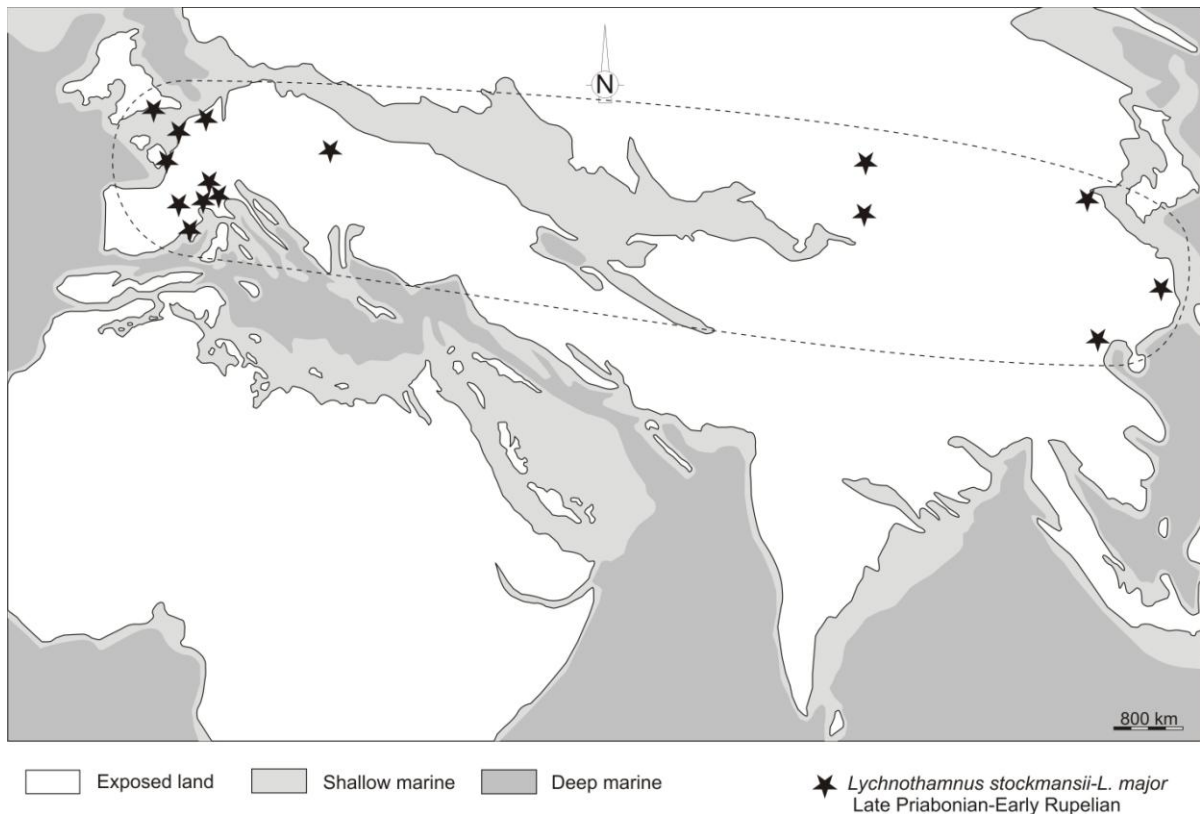 N
800 km
Exposed land
Shallow marine
Deep marine
Lychnothamnus stockmansii-L. major
Late Priabonian-Early Rupelian